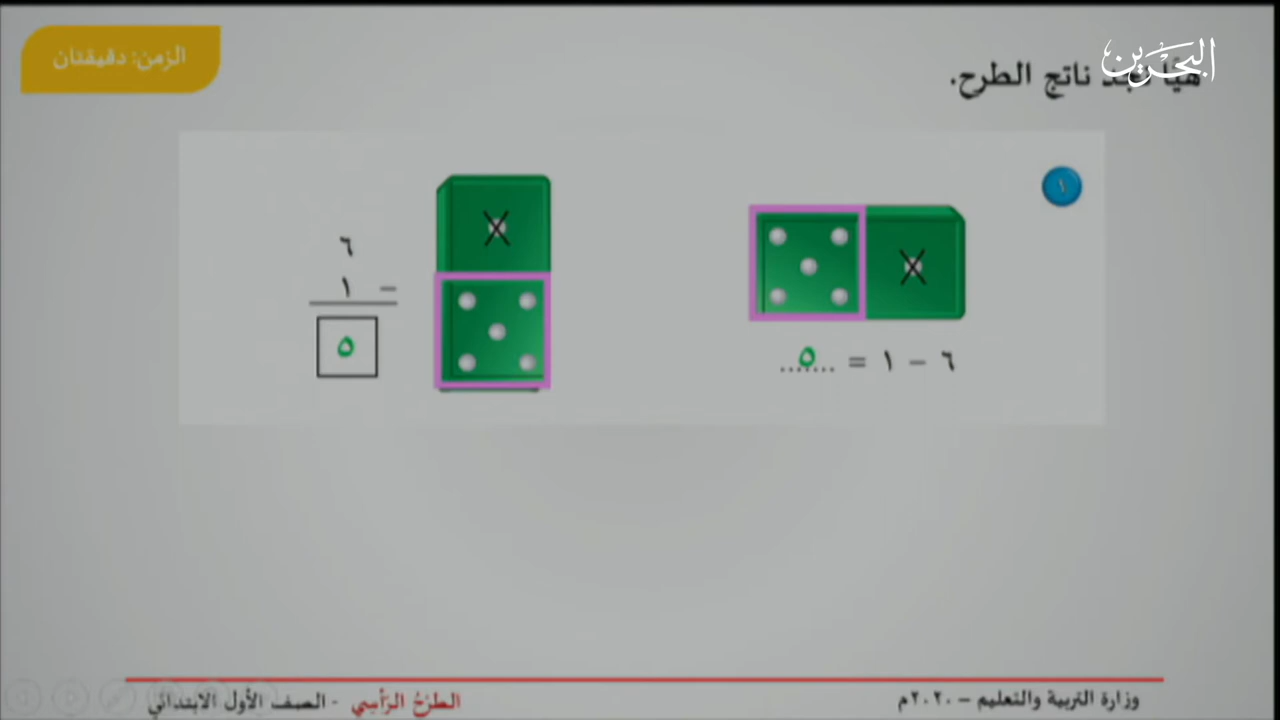 البحرين
الزمن: دقيقتان
هيا نجد ناتج الطرح.
١
٦ - ١ = ٥
٦
- ١
٥
وزارة التربية والتعليم - ٢٠٢٠م
الطرح الرأسي - الصف الأول الابتدائي